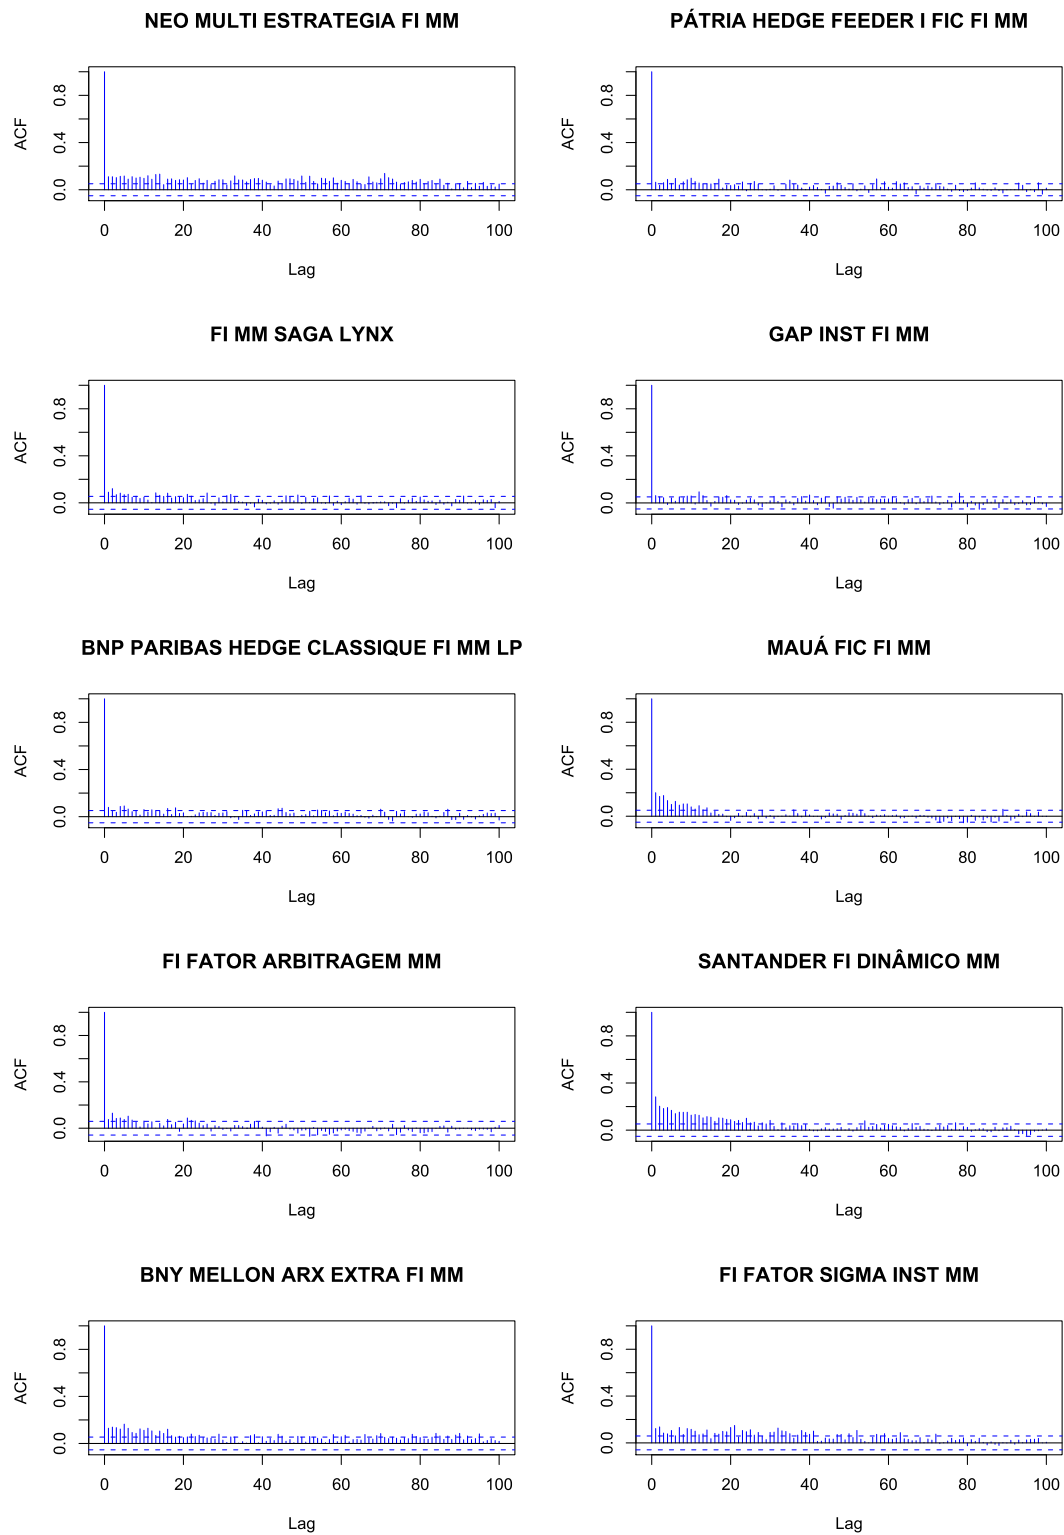 NEO MULTI ESTRATEGIA FI MM
ACF
0.0 0.4 0.8
0 20 40 60 80 100
Lag
PÁTRIA HEDGE FEEDER I FIC FI MM
ACF
0.0 0.4 0.8
0 20 40 60 80 100
Lag
FI MM SAGA LYNX
ACF
0.0 0.4 0.8
0 20 40 60 80 100
Lag
GAP INST FI MM
ACF
0.0 0.4 0.8
0 20 40 60 80 100
Lag
BNP PARIBAS HEDGE CLASSIQUE FI MM LP
ACF
0.0 0.4 0.8
0 20 40 60 80 100
Lag
MAUÁ FIC FI MM
ACF
0.0 0.4 0.8
0 20 40 60 80 100
Lag
FI FATOR ARBITRAGEM MM
ACF
0.0 0.4 0.8
0 20 40 60 80 100
Lag
SANTANDER FI DINÂMICO MM
ACF
0.0 0.4 0.8
0 20 40 60 80 100
Lag
BNY MELLON ARX EXTRA FI MM
ACF
0.0 0.4 0.8
0 20 40 60 80 100
Lag
FI FATOR SIGMA INST MM
ACF
0.0 0.4 0.8
0 20 40 60 80 100
Lag